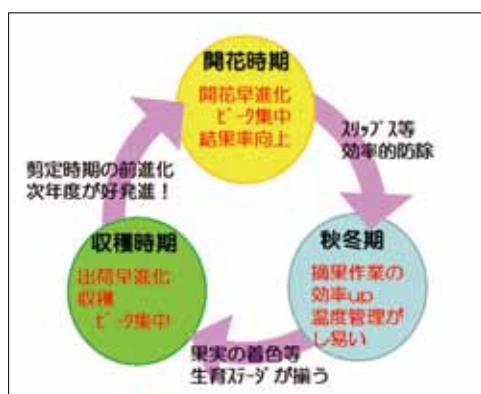 開花時期
開花早進化
ピーク集中
結果率向上
スリップス等
効率的防除
秋冬期
摘果作業の
効率up
温度管理が
し易い
果実の着色等
生育ステージが揃う
収穫時期
出荷早進化
収穫
ピーク集中
剪定時期の前進化
次年度が好発進！